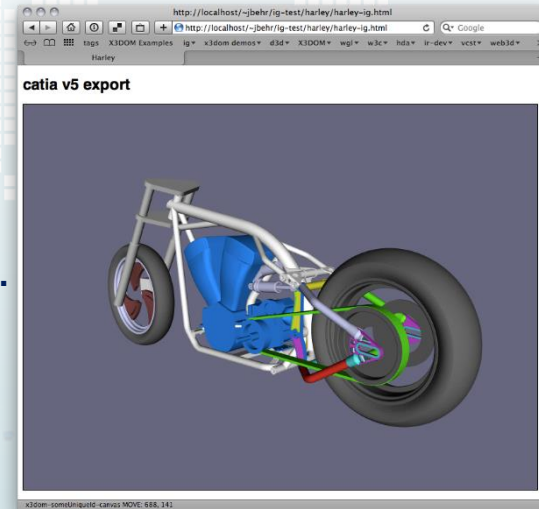 http://localhost/~jbehr/ig-test/harley/harley-ig.html
http://localhost/~jbehr/ig-test/harley/harley-ig.html
Google
tags X3DOM Examples ig x3dom demos d3d X3DOM wgl w3c hda ir-dev vcst web3d
Harley
catia v5 export
x3dom-someUniqueId-canvas MOVE: 688, 141